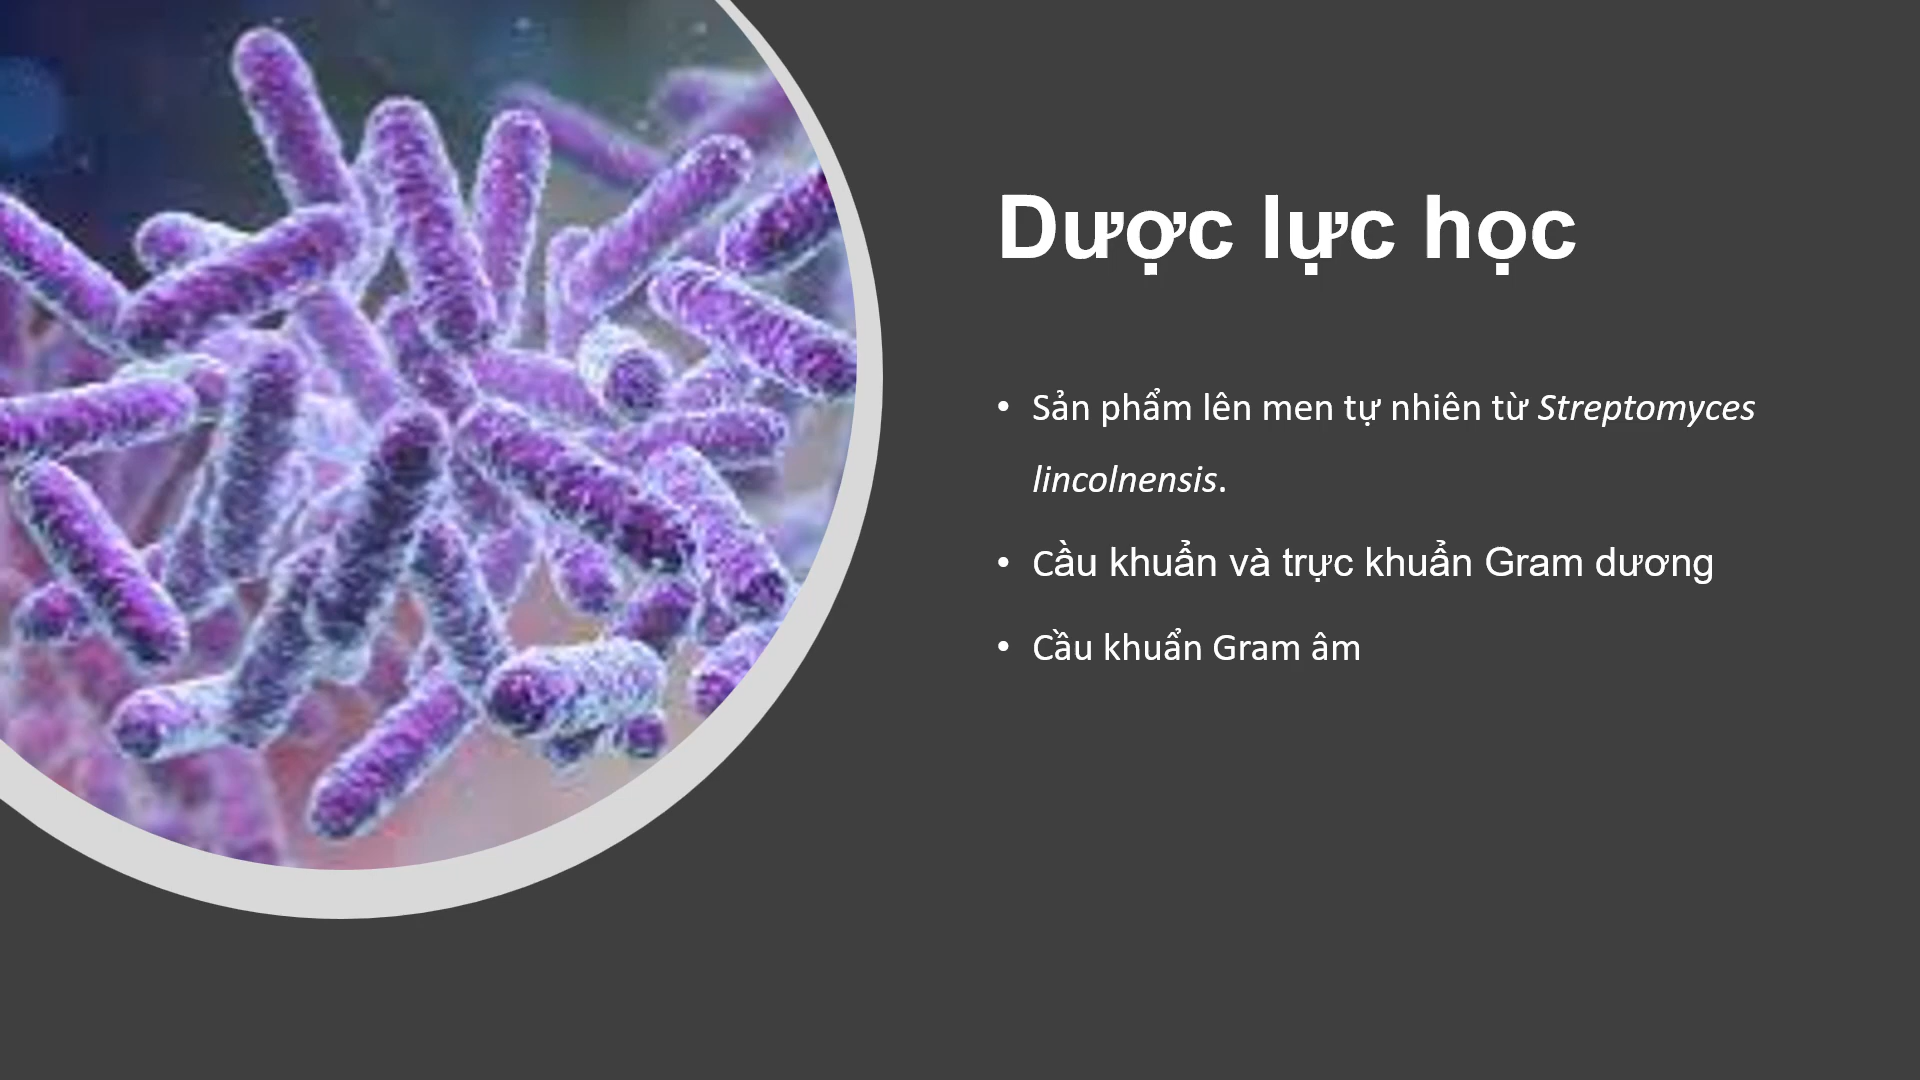 Dược lực học
• Sản phẩm lên men tự nhiên từ Streptomyces
lincolnensis.
• Cầu khuẩn và trực khuẩn Gram dương
• Cầu khuẩn Gram âm